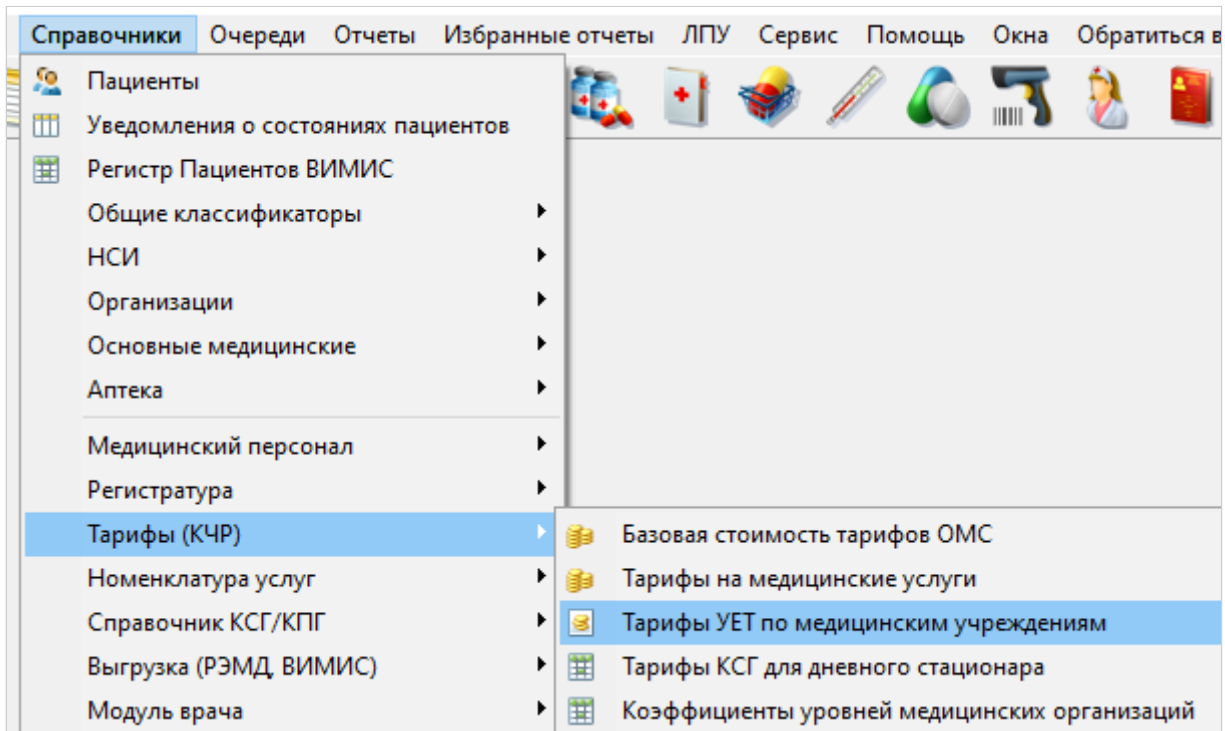 Справочники Очереди Отчеты Избранные отчеты ЛПУ Сервис Помощь Окна Обратиться в
Пациенты
Уведомления о состояниях пациентов
Регистр Пациентов ВИМИС
Общие классификаторы
НСИ
Организации
Основные медицинские
Аптека
Медицинский персонал
Регистратура
Тарифы (КЧР)
Номенклатура услуг
Справочник КСГ/КПГ
Выгрузка (РЭМД, ВИМИС)
Модуль врача
Базовая стоимость тарифов ОМС
Тарифы на медицинские услуги
Тарифы УЕТ по медицинским учреждениям
Тарифы КСГ для дневного стационара
Коэффициенты уровней медицинских организаций